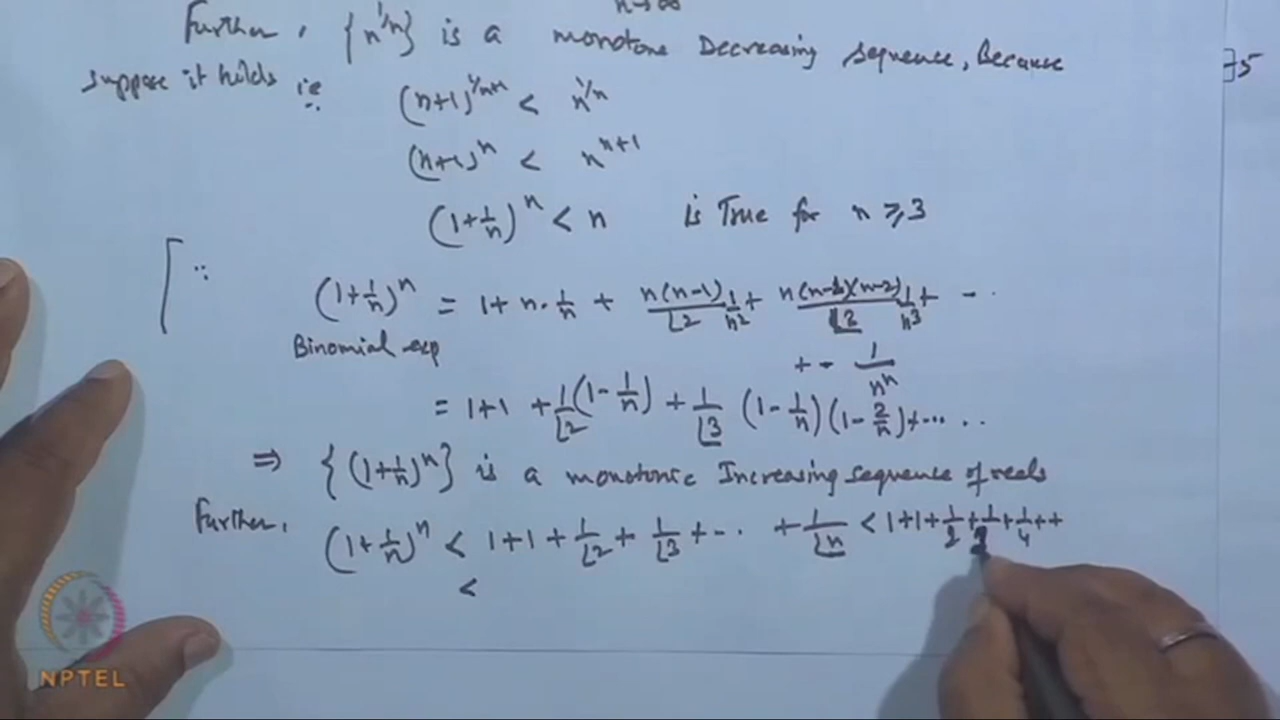 n→∞
Further, {n^{1/n}} is a monotone Decreasing sequence, Because
suppose it holds ie (n+1)^{1/n+1} < n^{1/n}
(n+1)^n < n^{n+1}
(1+1/n)^n < n is True for n ≥ 3
∵ (1+1/n)^n = 1 + n·1/n + n(n-1)/⌊2 1/n² + n(n-1)(n-2)/⌊3 1/n³ + - ·
Binomial exp
+ - 1/n^n
= 1+1 + 1/⌊2 (1-1/n) + 1/⌊3 (1-1/n)(1-2/n)+··· ··
⇒ {(1+1/n)^n} is a monotonic Increasing sequence of reals
Further, (1+1/n)^n < 1+1+1/⌊2 + 1/⌊3 +-·· + 1/⌊n < 1+1+1/2+1/2+1/4++
<
NPTEL